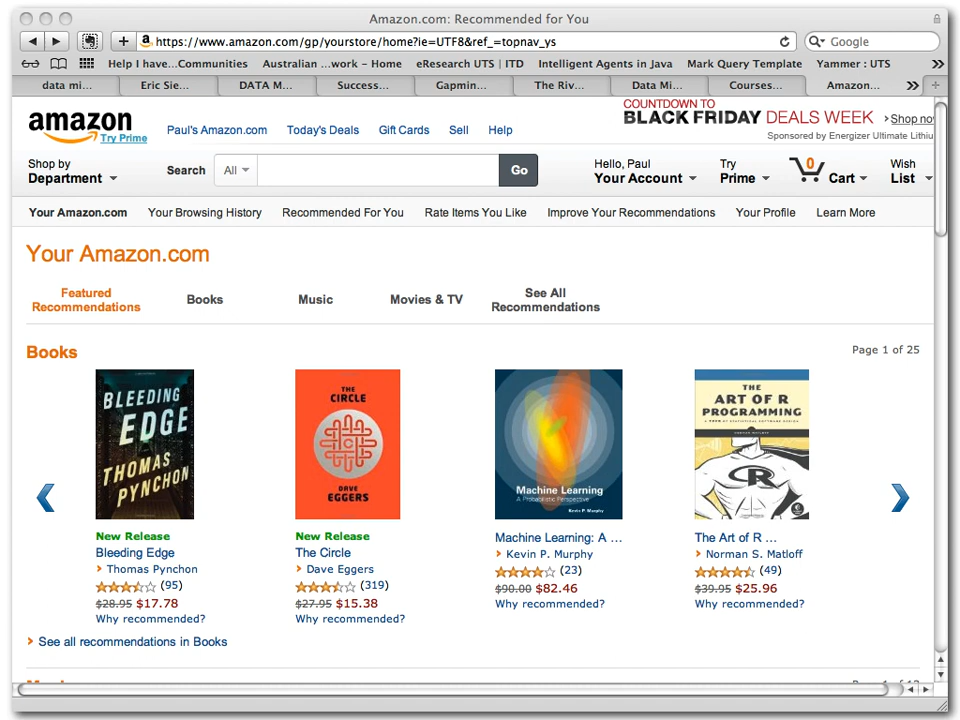 Amazon.com: Recommended for You
https://www.amazon.com/gp/yourstore/home?ie=UTF8&ref_=topnav_ys
Google
Help I have...Communities
Australian ...work - Home
eResearch UTS | ITD
Intelligent Agents in Java
Mark Query Template
Yammer : UTS
data mi...
Eric Sie...
DATA M...
Success...
Gapmin...
The Riv...
Data Mi...
Courses...
Amazon...
amazon
Try Prime
Paul's Amazon.com
Today's Deals
Gift Cards
Sell
Help
COUNTDOWN TO
BLACK FRIDAY DEALS WEEK
Shop now
Sponsored by Energizer Ultimate Lithiu
Shop by
Department
Search
All
Go
Hello, Paul
Your Account
Try
Prime
0
Cart
Wish
List
Your Amazon.com
Your Browsing History
Recommended For You
Rate Items You Like
Improve Your Recommendations
Your Profile
Learn More
Your Amazon.com
Featured
Recommendations
Books
Music
Movies & TV
See All
Recommendations
Books
Page 1 of 25
BLEEDING
EDGE
THOMAS
PYNCHON
New Release
Bleeding Edge
Thomas Pynchon
(95)
$28.95 $17.78
Why recommended?
THE
CIRCLE
DAVE
EGGERS
New Release
The Circle
Dave Eggers
(319)
$27.95 $15.38
Why recommended?
Machine Learning
A Probabilistic Perspective
Kevin P. Murphy
Machine Learning: A ...
Kevin P. Murphy
(23)
$90.00 $82.46
Why recommended?
THE
ART OF R
PROGRAMMING
R
The Art of R ...
Norman S. Matloff
(49)
$39.95 $25.96
Why recommended?
See all recommendations in Books